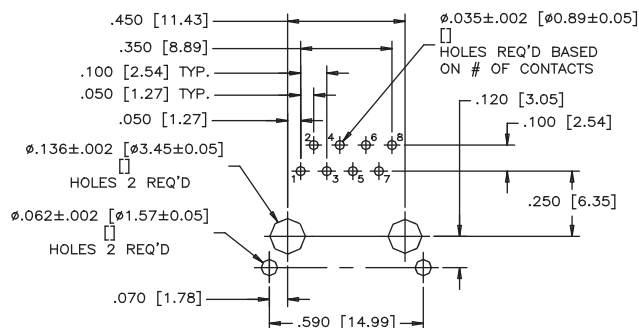 .450 [11.43]
.350 [8.89]
.100 [2.54] TYP.
.050 [1.27] TYP.
.050 [1.27]
ø.035±.002 [ø0.89±0.05]
[]
HOLES REQ'D BASED
ON # OF CONTACTS
.120 [3.05]
.100 [2.54]
2 4 6 8
1 3 5 7
ø.136±.002 [ø3.45±0.05]
[]
HOLES 2 REQ'D
.250 [6.35]
ø.062±.002 [ø1.57±0.05]
[]
HOLES 2 REQ'D
.070 [1.78]
.590 [14.99]